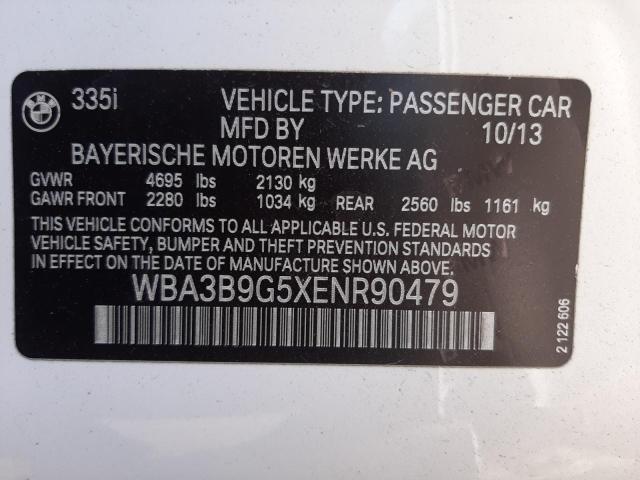 BMW 335i VEHICLE TYPE: PASSENGER CAR
MFD BY 10/13
BAYERISCHE MOTOREN WERKE AG
GVWR 4695 lbs 2130 kg
GAWR FRONT 2280 lbs 1034 kg REAR 2560 lbs 1161 kg
THIS VEHICLE CONFORMS TO ALL APPLICABLE U.S. FEDERAL MOTOR
VEHICLE SAFETY, BUMPER AND THEFT PREVENTION STANDARDS
IN EFFECT ON THE DATE OF MANUFACTURE SHOWN ABOVE.
WBA3B9G5XENR90479
2 122 606